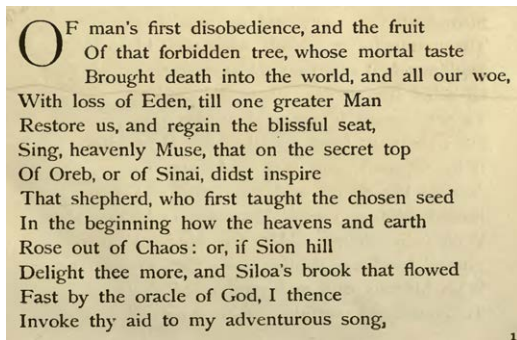 OF man's first disobedience, and the fruit
Of that forbidden tree, whose mortal taste
Brought death into the world, and all our woe,
With loss of Eden, till one greater Man
Restore us, and regain the blissful seat,
Sing, heavenly Muse, that on the secret top
Of Oreb, or of Sinai, didst inspire
That shepherd, who first taught the chosen seed
In the beginning how the heavens and earth
Rose out of Chaos: or, if Sion hill
Delight thee more, and Siloa's brook that flowed
Fast by the oracle of God, I thence
Invoke thy aid to my adventurous song,
1